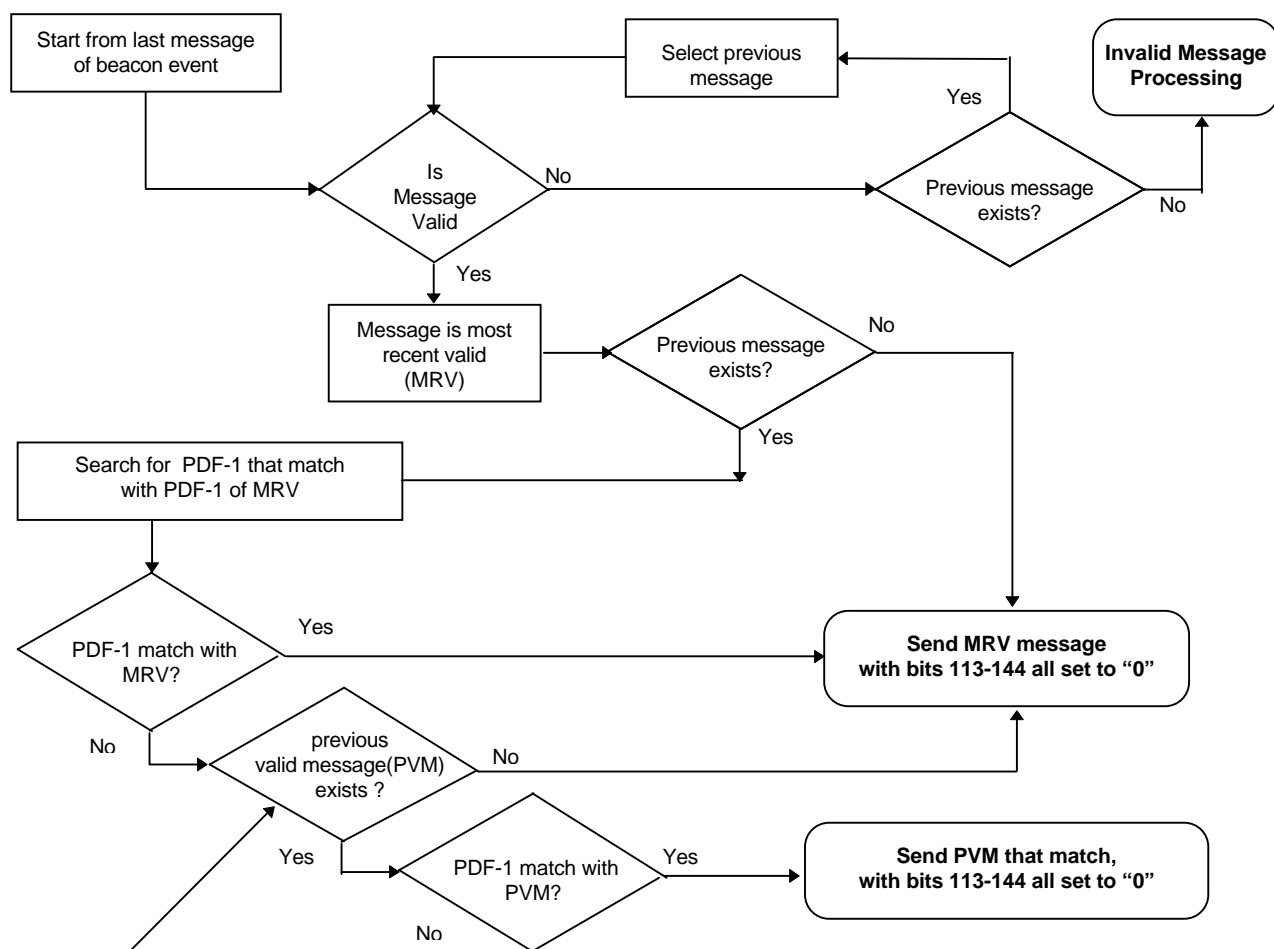 Start from last message
of beacon event
Select previous
message
Invalid Message
Processing
Yes
Is
Message
Valid
No
Previous message
exists?
No
Yes
Message is most
recent valid
(MRV)
Previous message
exists?
No
Yes
Search for PDF-1 that match
with PDF-1 of MRV
PDF-1 match with
MRV?
Yes
Send MRV message
with bits 113-144 all set to “0”
No
previous
valid message(PVM)
exists ?
No
Yes
PDF-1 match with
PVM?
Yes
Send PVM that match,
with bits 113-144 all set to “0”
No